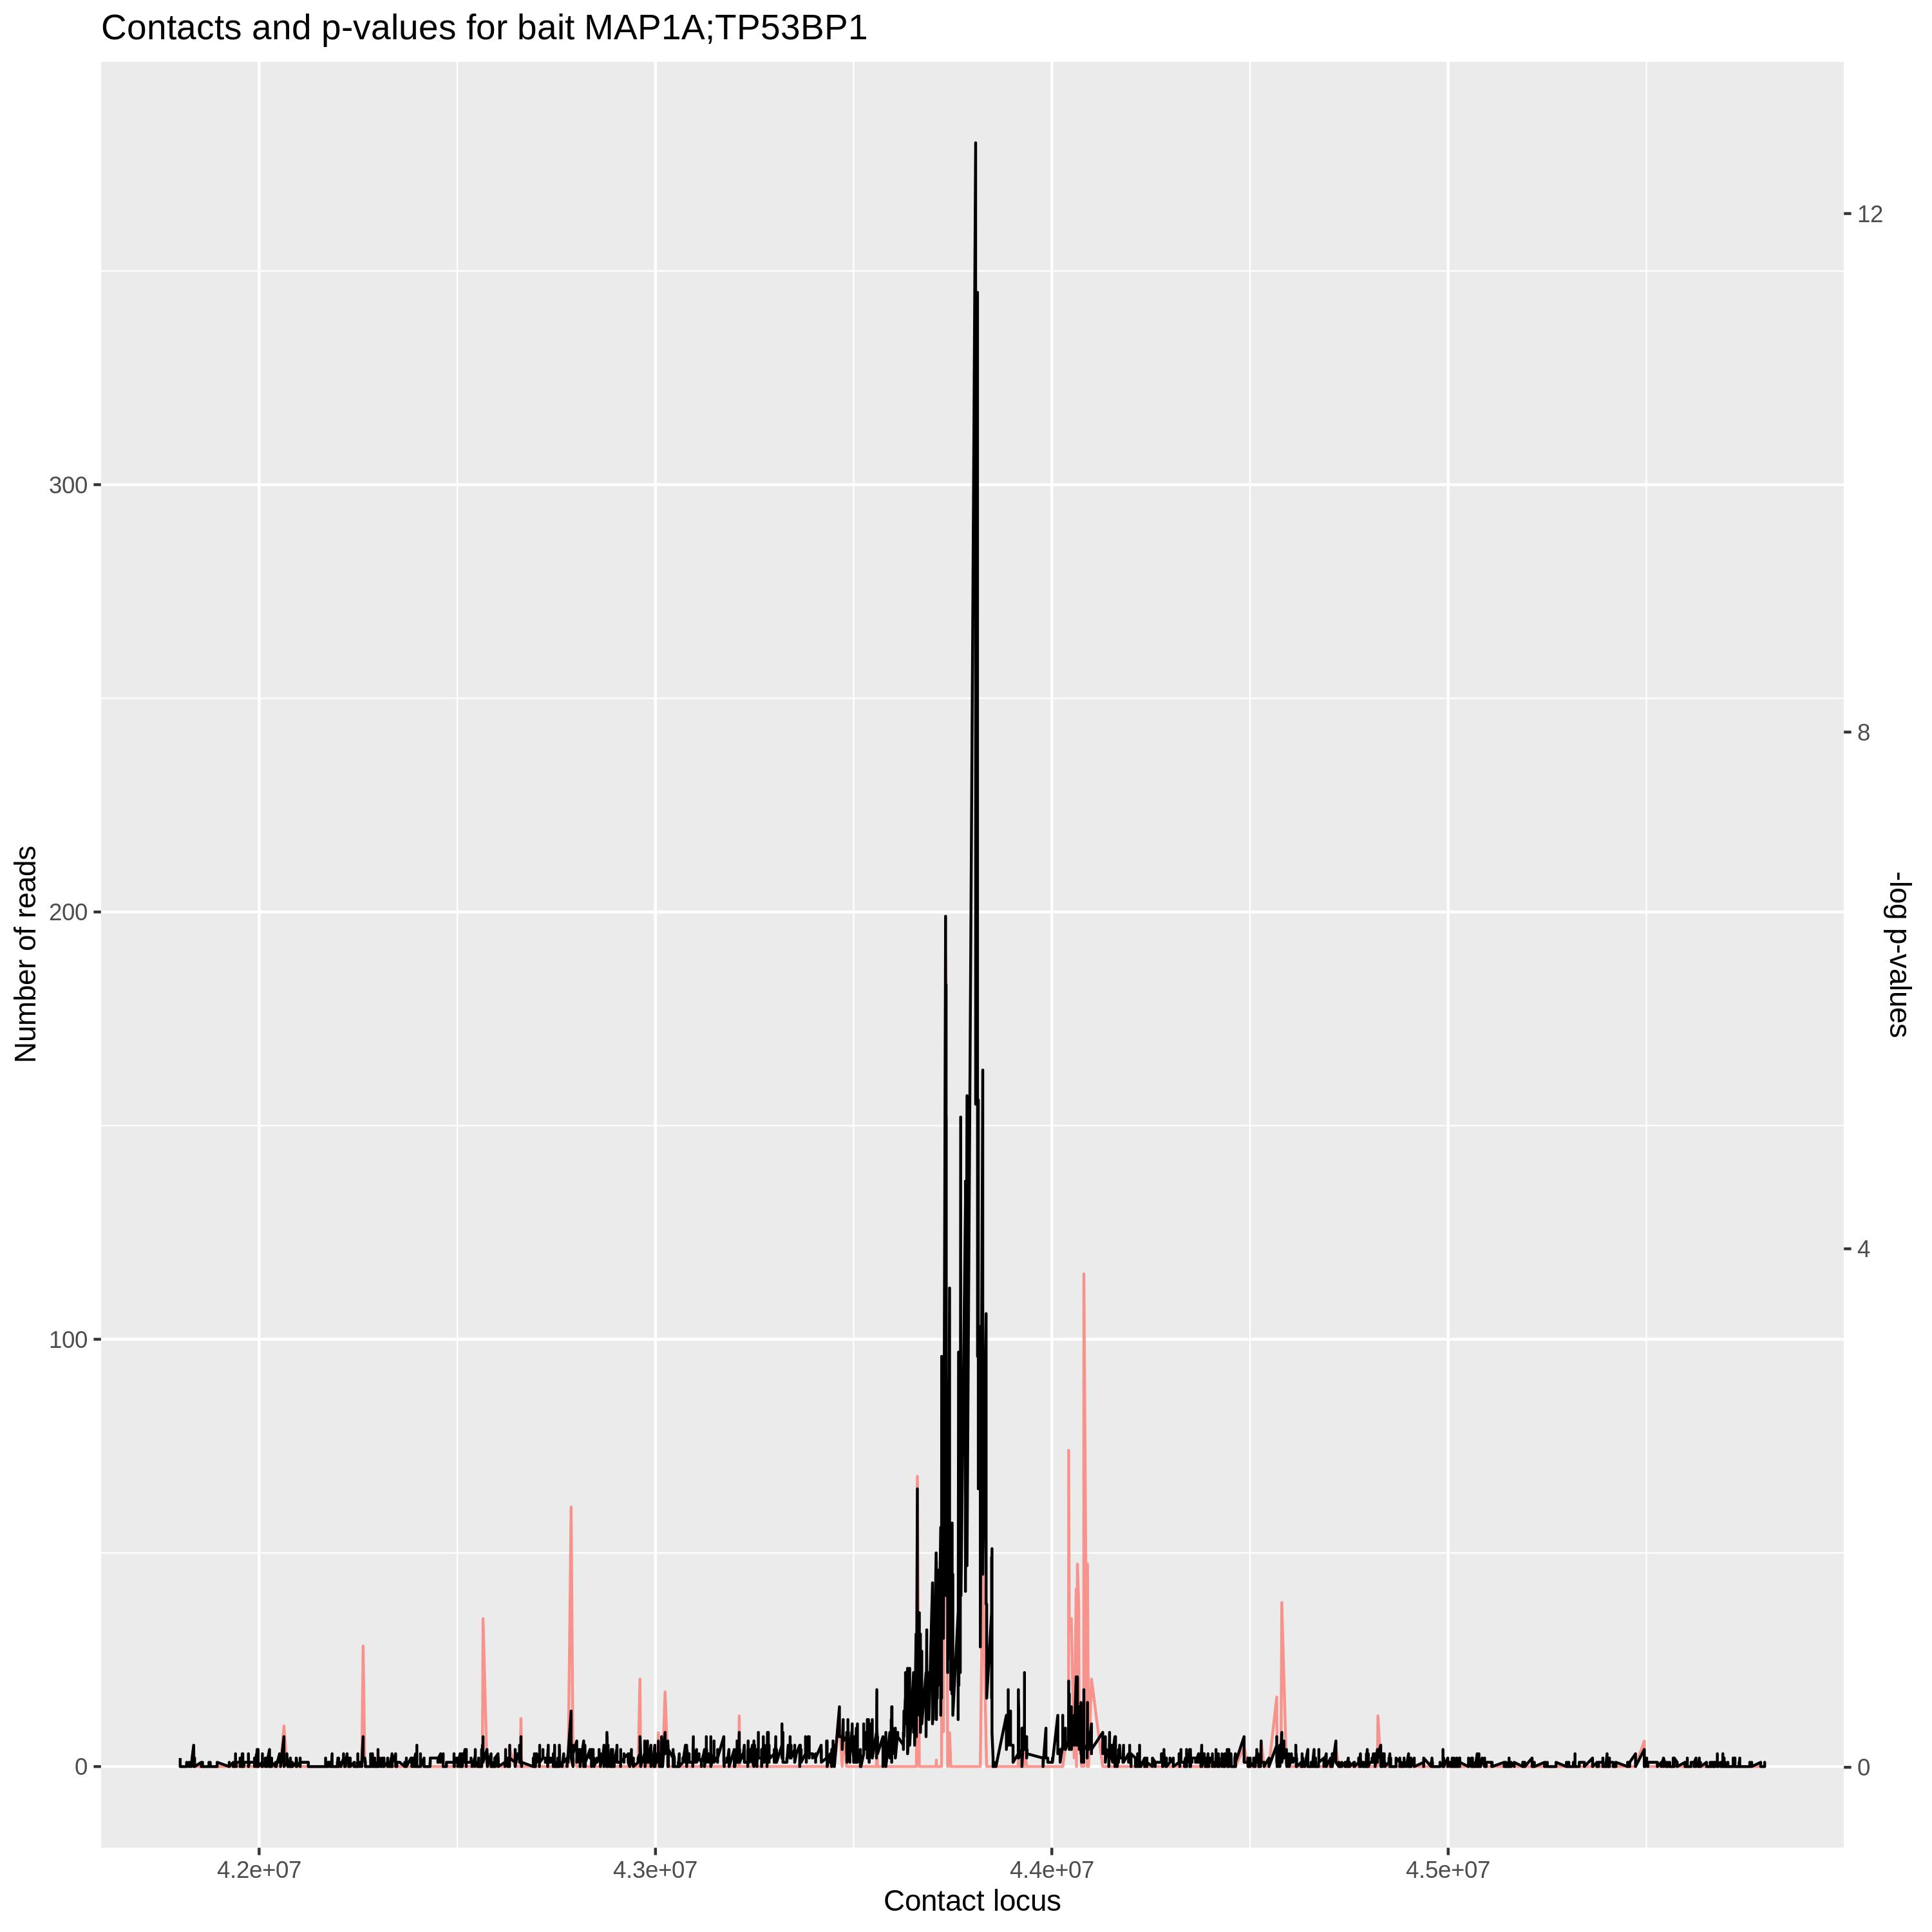 Contacts and p-values for bait MAP1A;TP53BP1
Number of reads
300
200
100
0
12
8
4
0
-log p-values
4.2e+07 4.3e+07 4.4e+07 4.5e+07
Contact locus